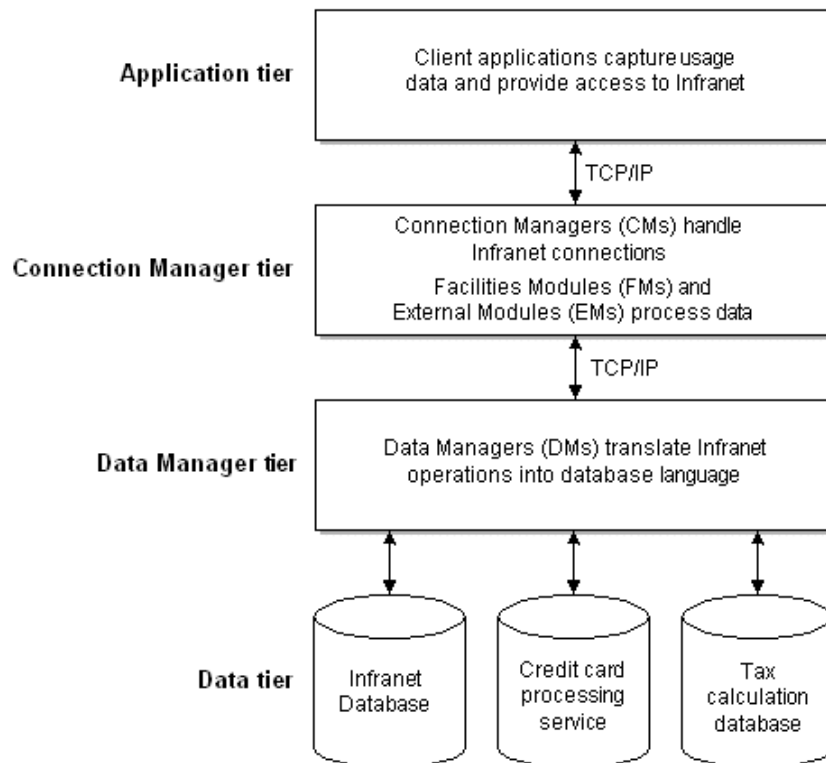 Application tier
Client applications capture usage
data and provide access to Infranet
TCP/IP
Connection Manager tier
Connection Managers (CMs) handle
Infranet connections
Facilities Modules (FMs) and
External Modules (EMs) process data
TCP/IP
Data Manager tier
Data Managers (DMs) translate Infranet
operations into database language
Data tier
Infranet
Database
Credit card
processing
service
Tax
calculation
database